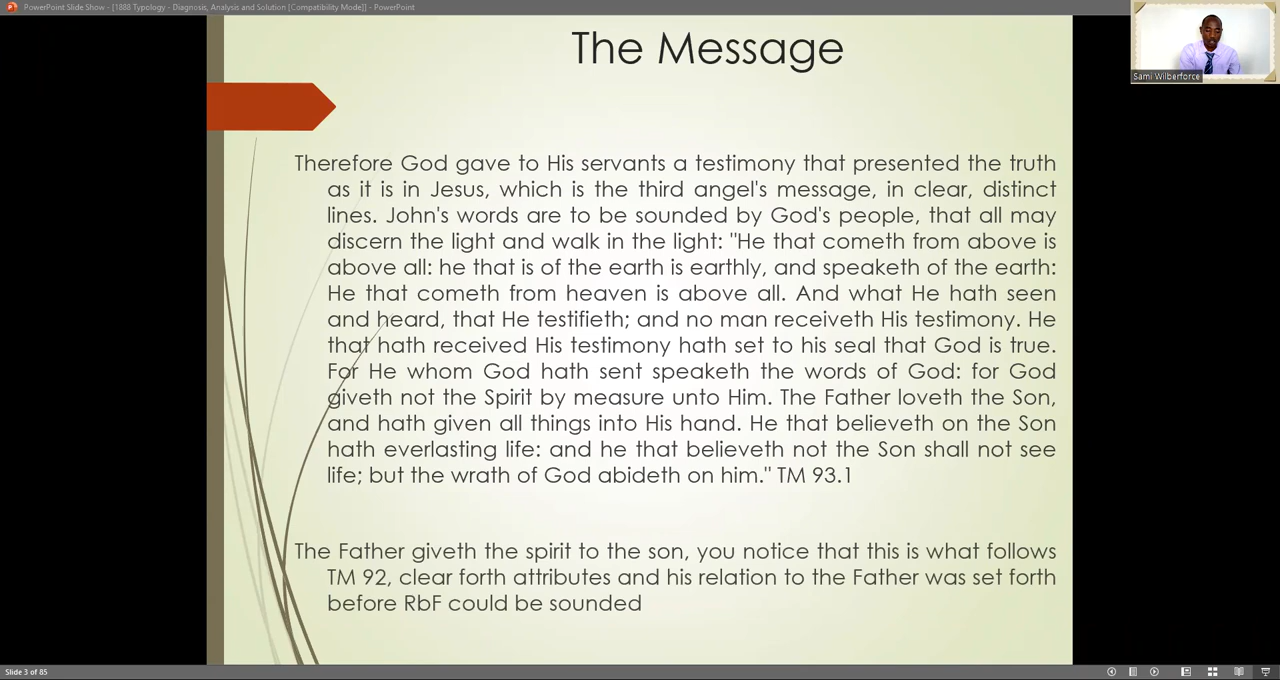 PowerPoint Slide Show - [1888 Typology - Diagnosis, Analysis and Solution [Compatibility Mode]] - PowerPoint
The Message
Sami Wilberforce
Therefore God gave to His servants a testimony that presented the truth
as it is in Jesus, which is the third angel's message, in clear, distinct
lines. John's words are to be sounded by God's people, that all may
discern the light and walk in the light: "He that cometh from above is
above all: he that is of the earth is earthly, and speaketh of the earth:
He that cometh from heaven is above all. And what He hath seen
and heard, that He testifieth; and no man receiveth His testimony. He
that hath received His testimony hath set to his seal that God is true.
For He whom God hath sent speaketh the words of God: for God
giveth not the Spirit by measure unto Him. The Father loveth the Son,
and hath given all things into His hand. He that believeth on the Son
hath everlasting life: and he that believeth not the Son shall not see
life; but the wrath of God abideth on him." TM 93.1
The Father giveth the spirit to the son, you notice that this is what follows
TM 92, clear forth attributes and his relation to the Father was set forth
before RbF could be sounded
Slide 3 of 85